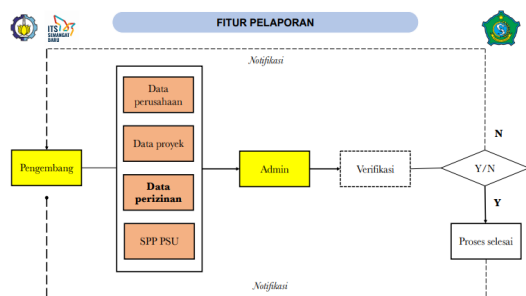 FITUR PELAPORAN
ITS
SEMANGAT
BARU
Notifikasi
Data
perusahaan
N
Data proyek
Pengembang
Admin
Verifikasi
Y/N
Data
perizinan
Y
SPP PSU
Proses selesai
Notifikasi